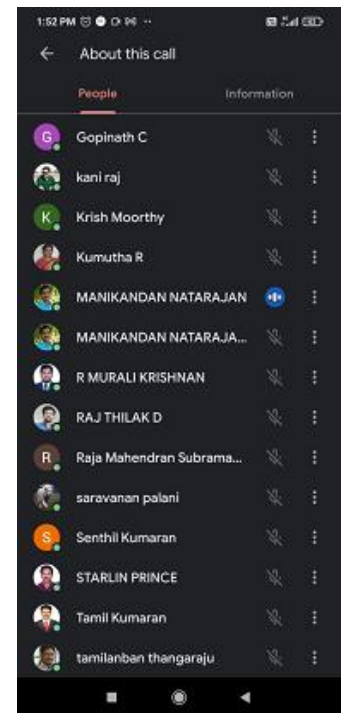 1:52 PM
About this call
People Information
G Gopinath C
kani raj
K Krish Moorthy
Kumutha R
MANIKANDAN NATARAJAN
MANIKANDAN NATARAJA...
R MURALI KRISHNAN
RAJ THILAK D
R Raja Mahendran Subrama...
saravanan palani
S Senthil Kumaran
STARLIN PRINCE
Tamil Kumaran
tamilanban thangaraju